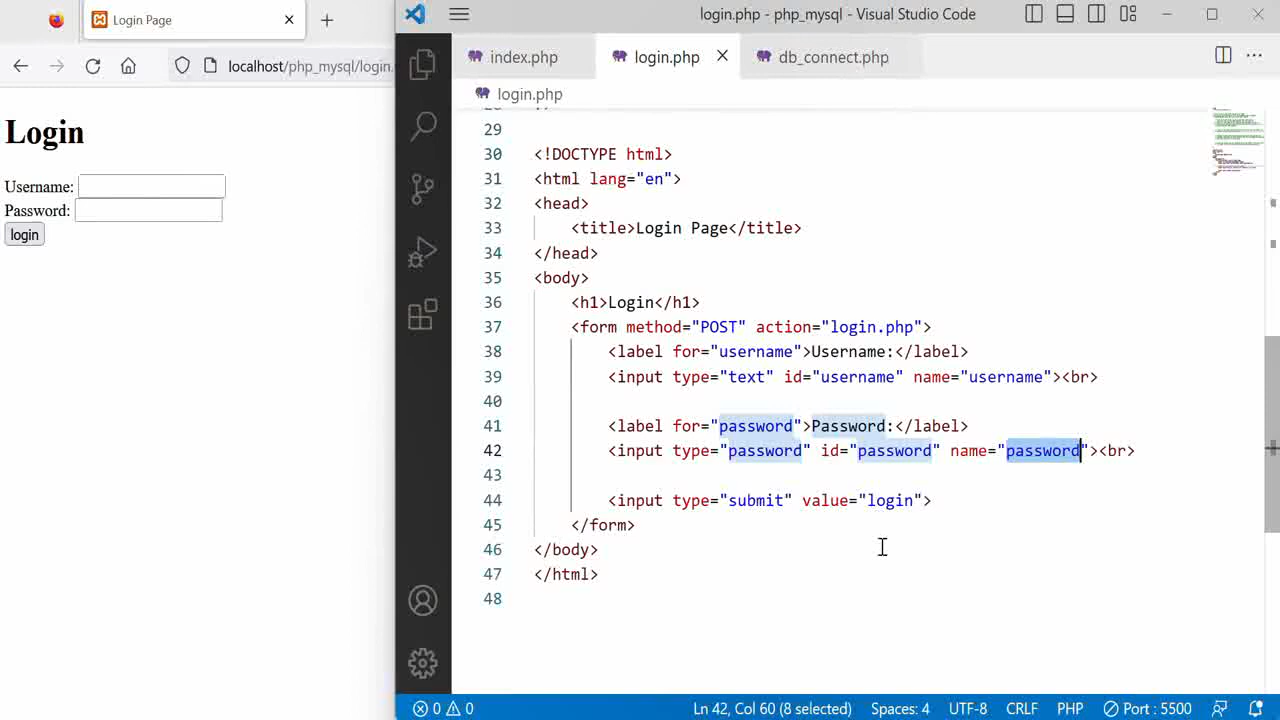 Login Page
localhost/php_mysql/login.
Login
Username:
Password:
login
login.php - php_mysql - Visual Studio Code
index.php
login.php
db_connect.php
login.php
29
30 <!DOCTYPE html>
31 <html lang="en">
32 <head>
33 <title>Login Page</title>
34 </head>
35 <body>
36 <h1>Login</h1>
37 <form method="POST" action="login.php">
38 <label for="username">Username:</label>
39 <input type="text" id="username" name="username"><br>
40
41 <label for="password">Password:</label>
42 <input type="password" id="password" name="password"><br>
43
44 <input type="submit" value="login">
45 </form>
46 </body>
47 </html>
48
0 0 Ln 42, Col 60 (8 selected) Spaces: 4 UTF-8 CRLF PHP Port : 5500